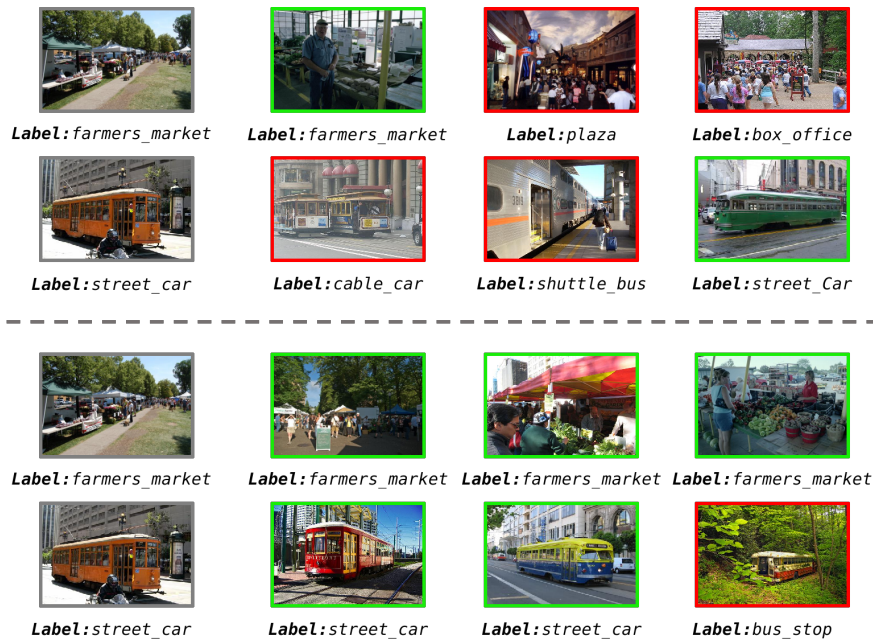 Label:farmers_market Label:farmers_market Label:plaza Label:box_office
Label:street_car Label:cable_car Label:shuttle_bus Label:street_Car
Label:farmers_market Label:farmers_market Label:farmers_market Label:farmers_market
Label:street_car Label:street_car Label:street_car Label:bus_stop